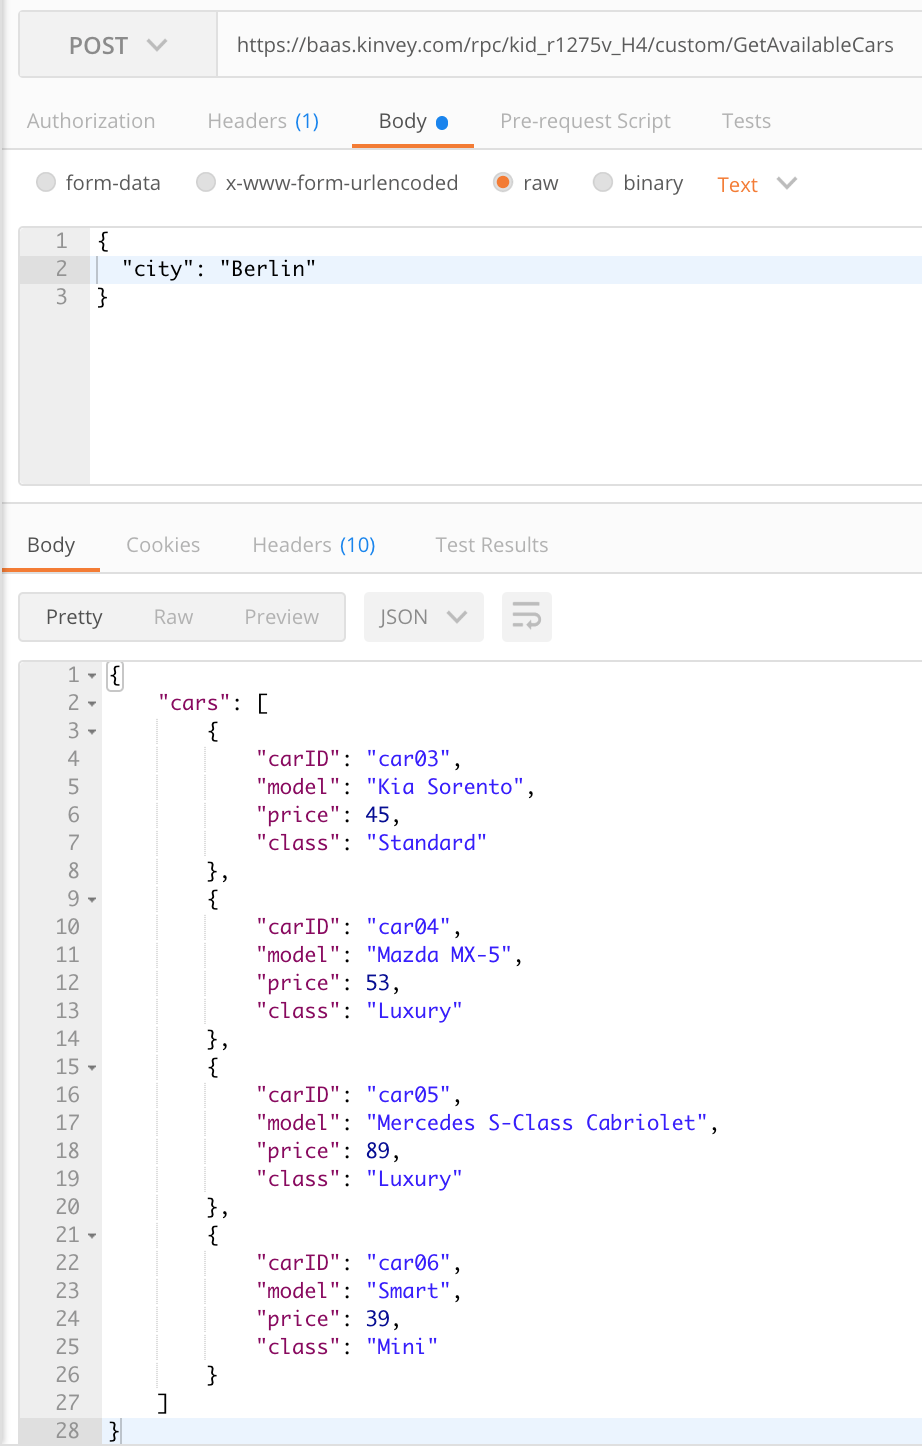 POST https://baas.kinvey.com/rpc/kid_r1275v_H4/custom/GetAvailableCars
Authorization Headers (1) Body Pre-request Script Tests
form-data x-www-form-urlencoded raw binary Text
1 {
2 "city": "Berlin"
3 }
Body Cookies Headers (10) Test Results
Pretty Raw Preview JSON
1 {
2 "cars": [
3 {
4 "carID": "car03",
5 "model": "Kia Sorento",
6 "price": 45,
7 "class": "Standard"
8 },
9 {
10 "carID": "car04",
11 "model": "Mazda MX-5",
12 "price": 53,
13 "class": "Luxury"
14 },
15 {
16 "carID": "car05",
17 "model": "Mercedes S-Class Cabriolet",
18 "price": 89,
19 "class": "Luxury"
20 },
21 {
22 "carID": "car06",
23 "model": "Smart",
24 "price": 39,
25 "class": "Mini"
26 }
27 ]
28 }